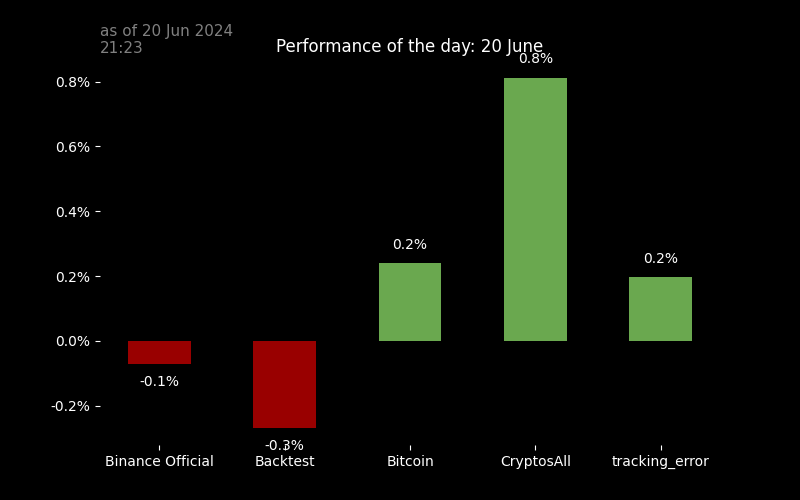 as of 20 Jun 2024
21:23
Performance of the day: 20 June
0.8%
0.8%
0.6%
0.4%
0.2%
0.2%
0.2%
0.0%
-0.1%
-0.2%
-0.3%
Binance Official
Backtest
Bitcoin
CryptosAll
tracking_error